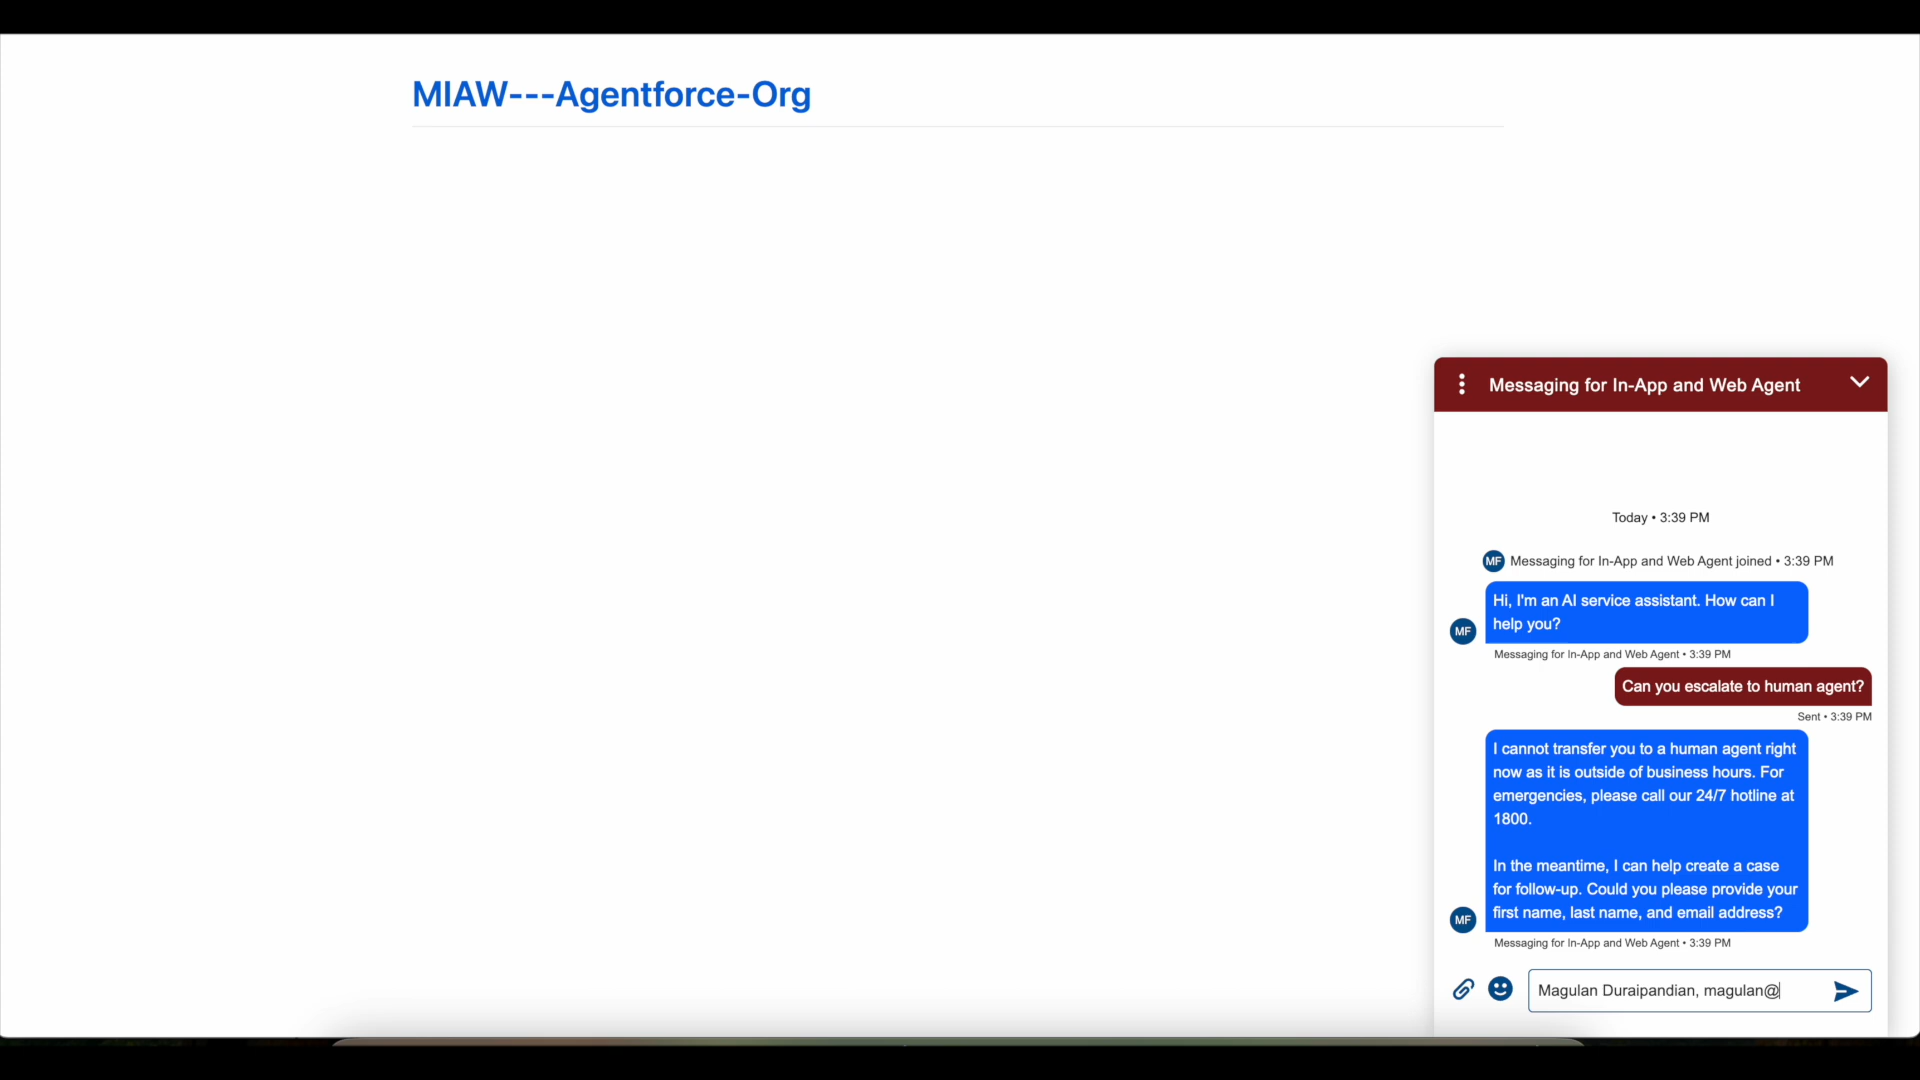 MIAW---Agentforce-Org
Messaging for In-App and Web Agent
Today • 3:39 PM
MF Messaging for In-App and Web Agent joined • 3:39 PM
Hi, I'm an AI service assistant. How can I
help you?
MF
Messaging for In-App and Web Agent • 3:39 PM
Can you escalate to human agent?
Sent • 3:39 PM
I cannot transfer you to a human agent right
now as it is outside of business hours. For
emergencies, please call our 24/7 hotline at
1800.
In the meantime, I can help create a case
for follow-up. Could you please provide your
first name, last name, and email address?
MF
Messaging for In-App and Web Agent • 3:39 PM
Magulan Duraipandian, magulan@